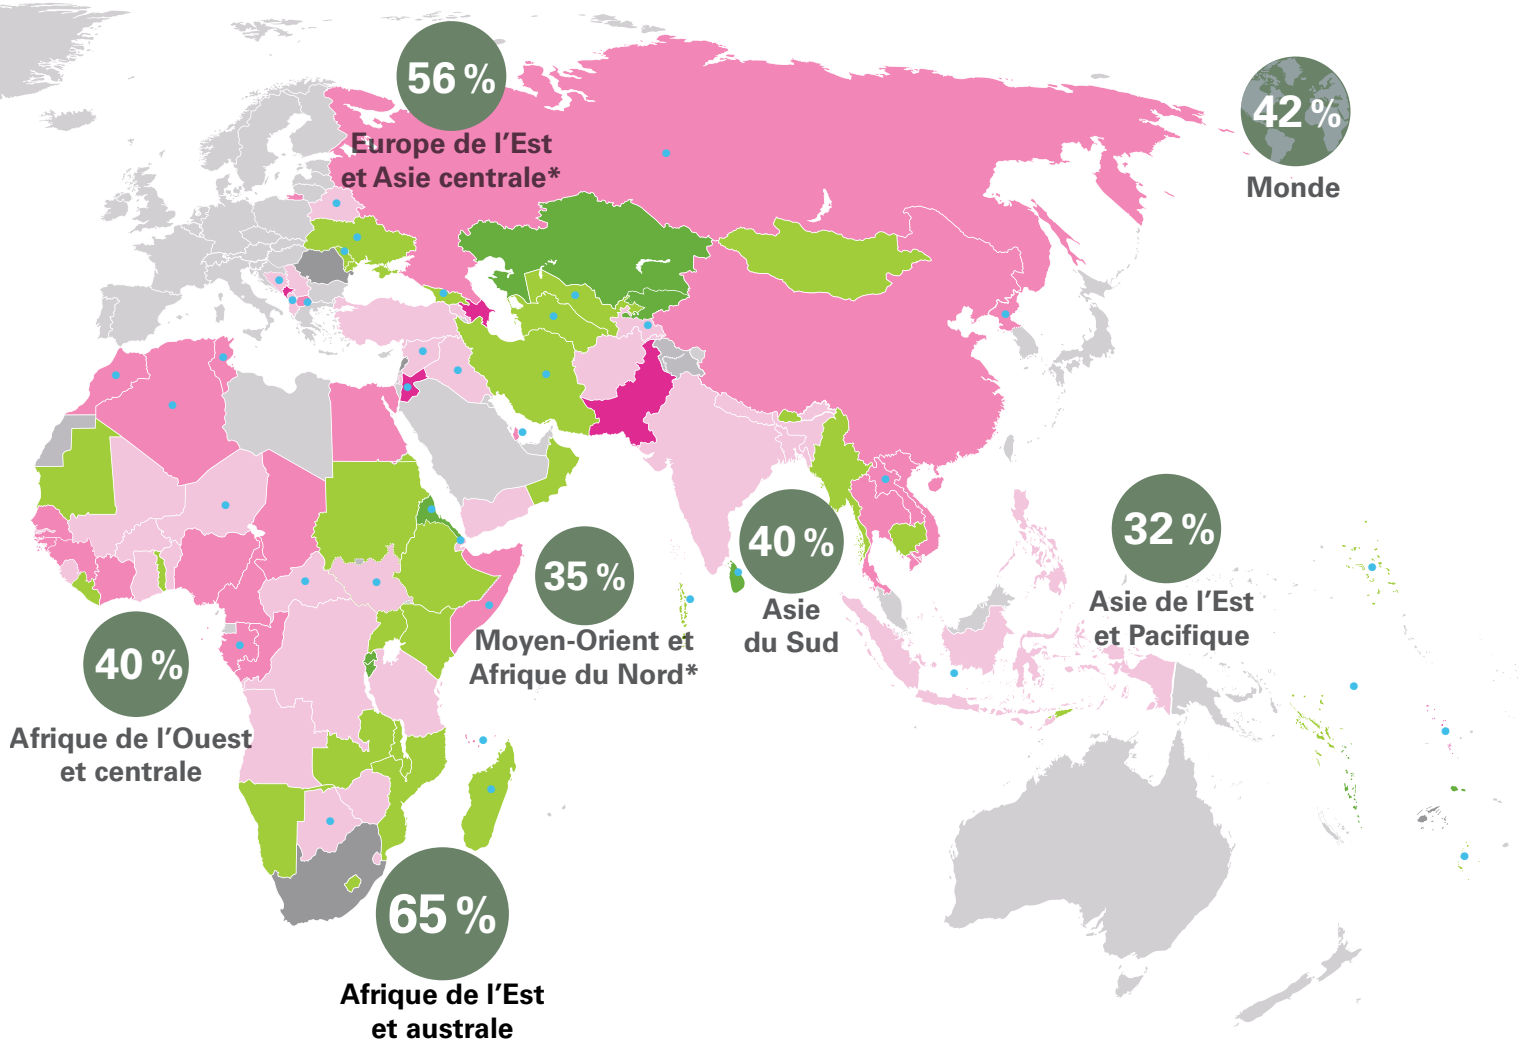 56 %
Europe de l'Est
et Asie centrale*
42 %
Monde
32 %
Asie de l'Est
et Pacifique
40 %
Asie
du Sud
35 %
Moyen-Orient et
Afrique du Nord*
40 %
Afrique de l'Ouest
et centrale
65 %
Afrique de l'Est
et australe